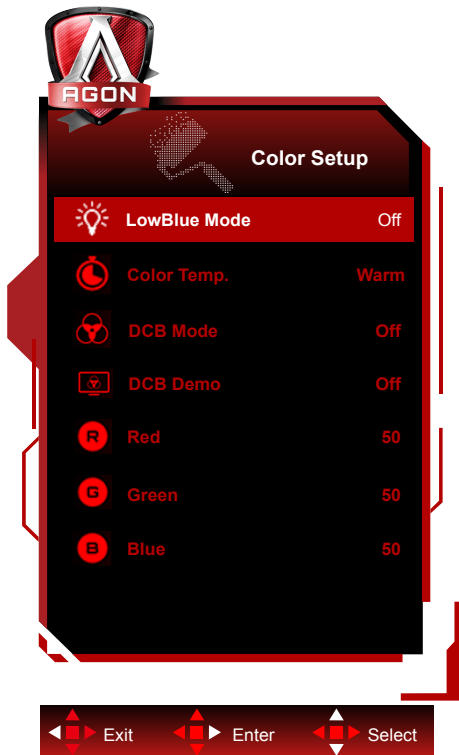 AGON
Color Setup
LowBlue Mode Off
Color Temp. Warm
DCB Mode Off
DCB Demo Off
R Red 50
G Green 50
B Blue 50
Exit Enter Select